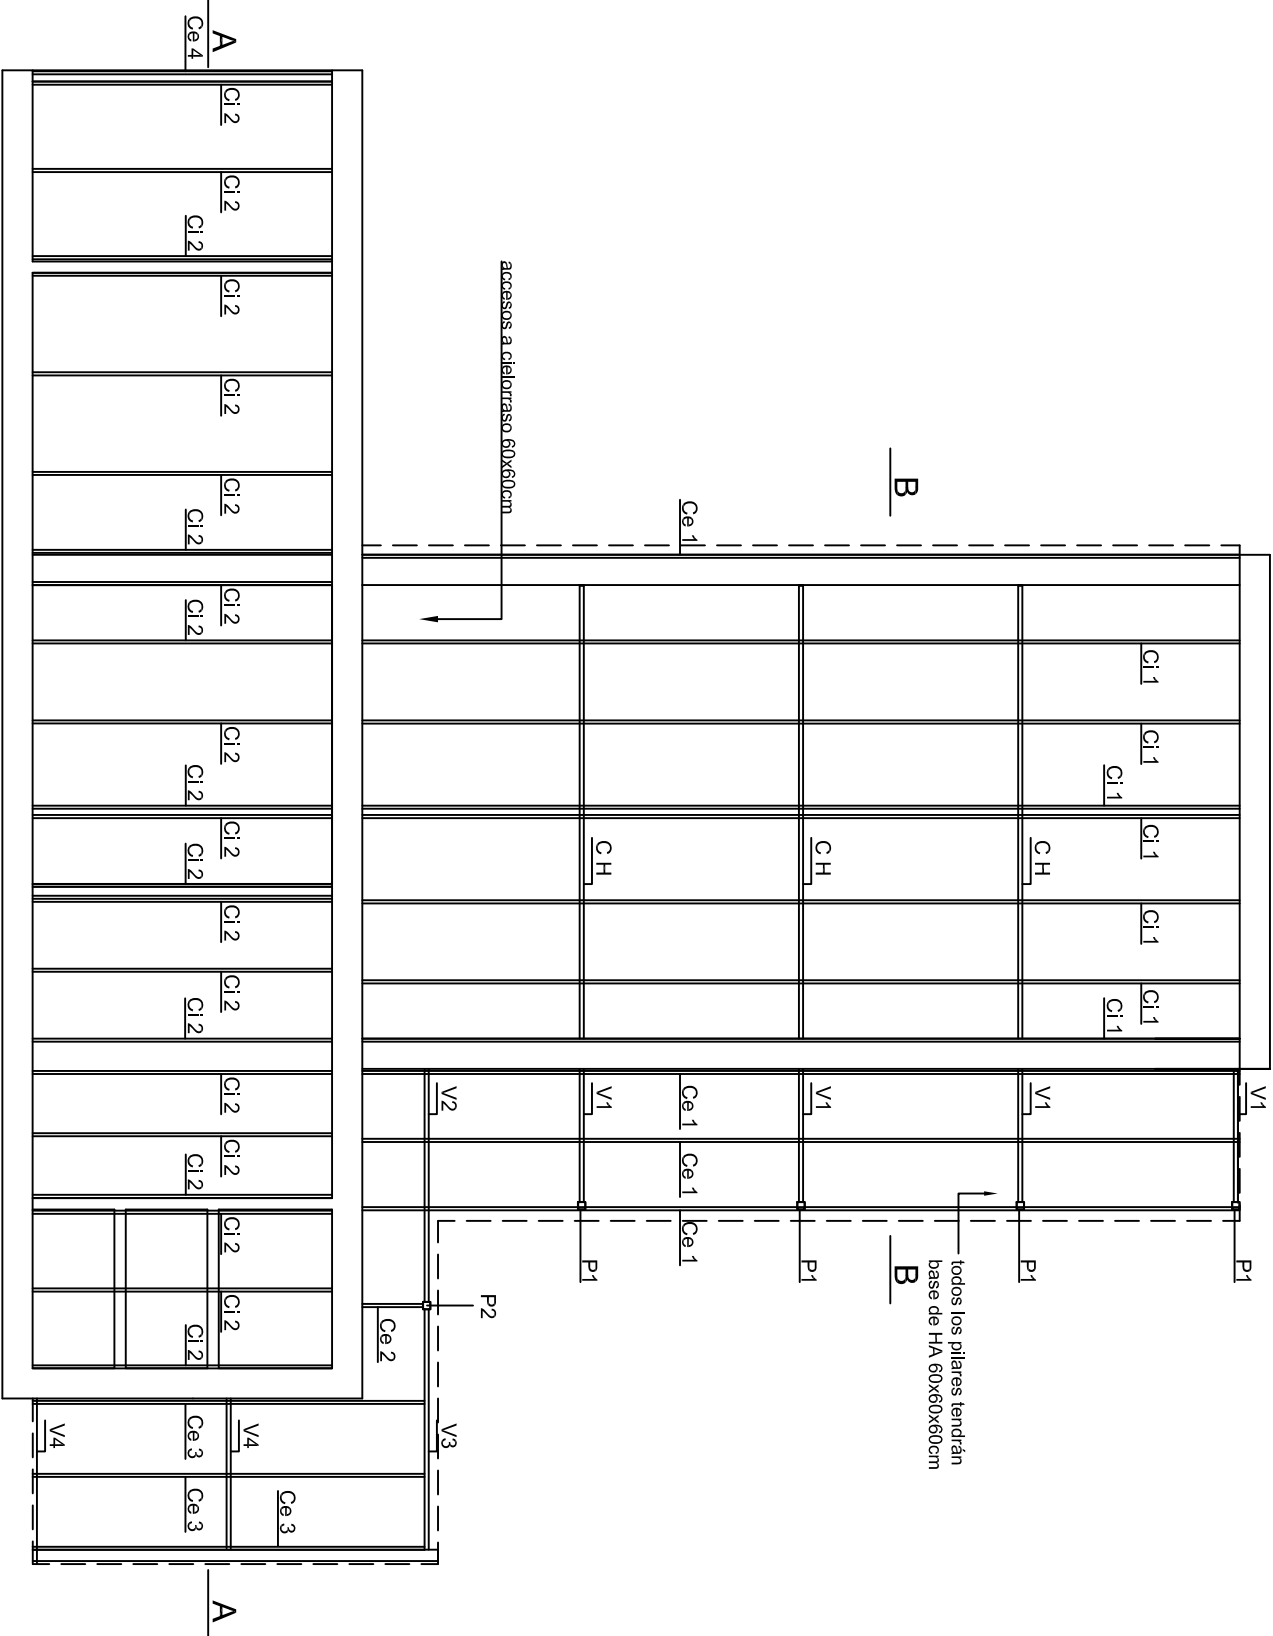 V1
P1
Ci 1
Ci 1
Ci 1
Ci 1
Ci 1
Ci 1
Ci 1
C H
V1
P1
todos los pilares tendrán
base de HA 60x60x60cm
B
B
C H
V1
P1
Ce 1
Ce 1
Ce 1
Ce 1
C H
V1
P1
accesos a cielorraso 60x60cm
P2
V2
V3
Ce 2
Ce 3
V4
Ci 2
Ci 2
Ci 2
Ci 2
Ci 2
Ci 2
Ci 2
Ci 2
Ci 2
Ci 2
Ci 2
Ci 2
Ci 2
Ci 2
A
A
Ce 4
Ci 2
Ci 2
Ci 2
Ci 2
Ci 2
Ci 2
Ci 2
Ci 2
Ce 3
Ce 3
V4